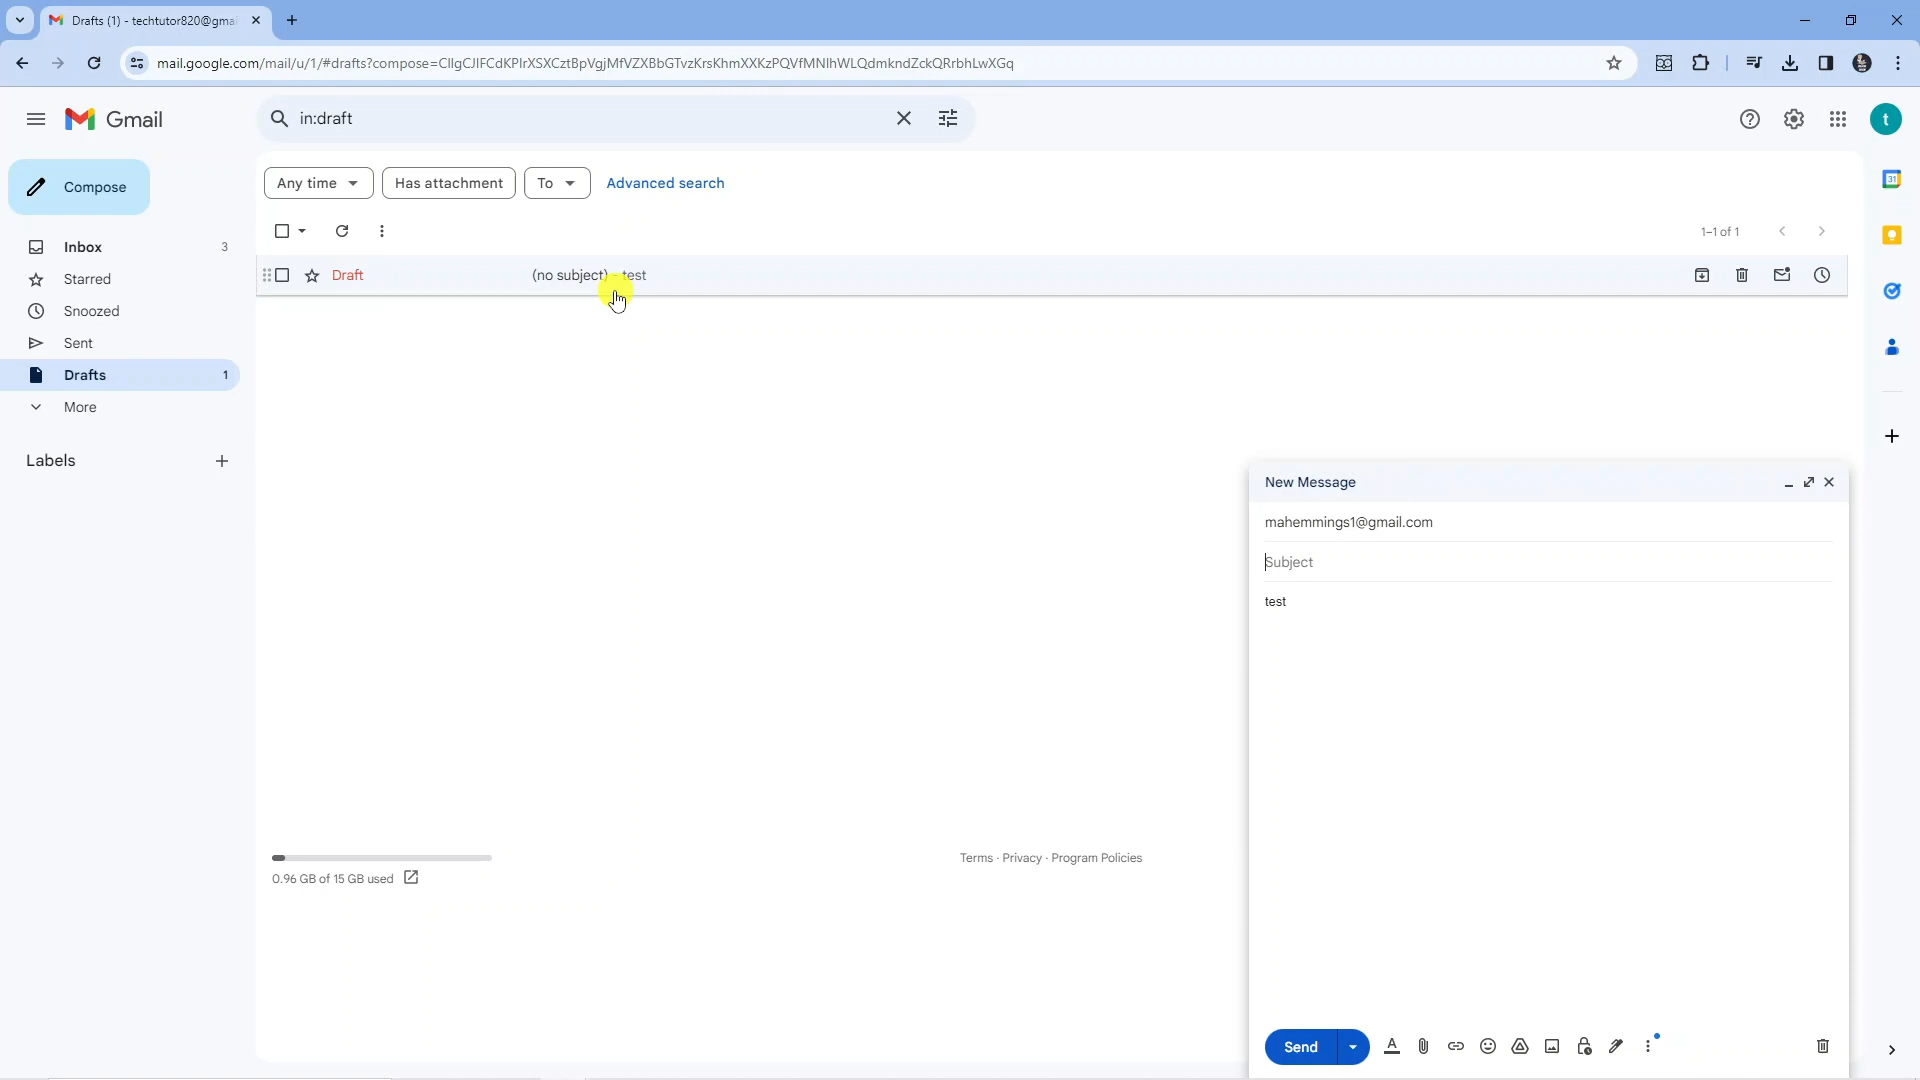 Drafts (1) - techtutor820@gmai
mail.google.com/mail/u/1/#drafts?compose=CllgCJlFCdKPlrXSXCztBpVgjMfVZXBbGTvzKrsKhmXXKzPQVfMNlhWLQdmkndZckQRrbhLwXGq
Gmail
in:draft
t
Compose
Any time
Has attachment
To
Advanced search
1–1 of 1
Inbox 3
Draft (no subject) - test
Starred
Snoozed
Sent
Drafts 1
More
Labels
31
New Message
mahemmings1@gmail.com
Subject
test
0.96 GB of 15 GB used
Terms · Privacy · Program Policies
Send